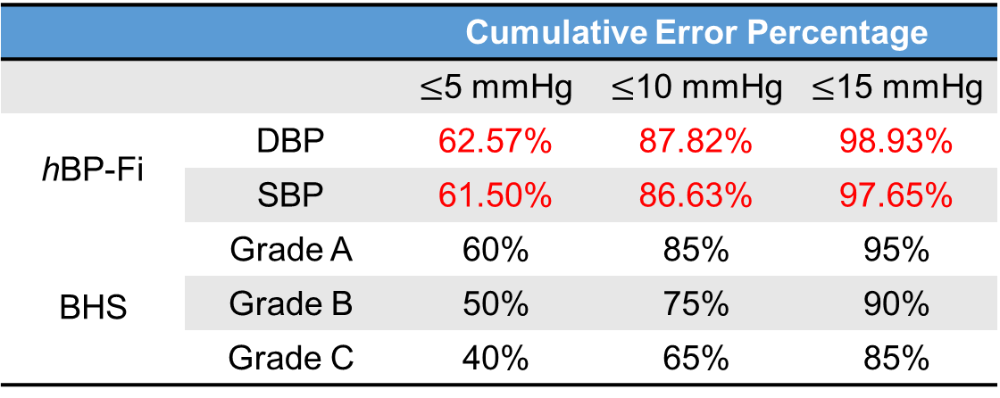 Cumulative Error Percentage
≤5 mmHg ≤10 mmHg ≤15 mmHg
hBP-Fi
DBP 62.57% 87.82% 98.93%
SBP 61.50% 86.63% 97.65%
BHS
Grade A 60% 85% 95%
Grade B 50% 75% 90%
Grade C 40% 65% 85%